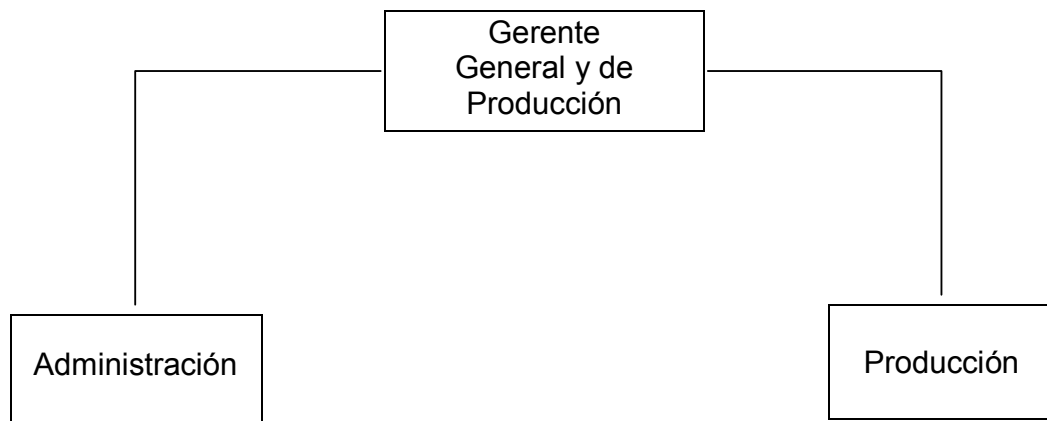 Gerente
General y de
Producción
Administración
Producción